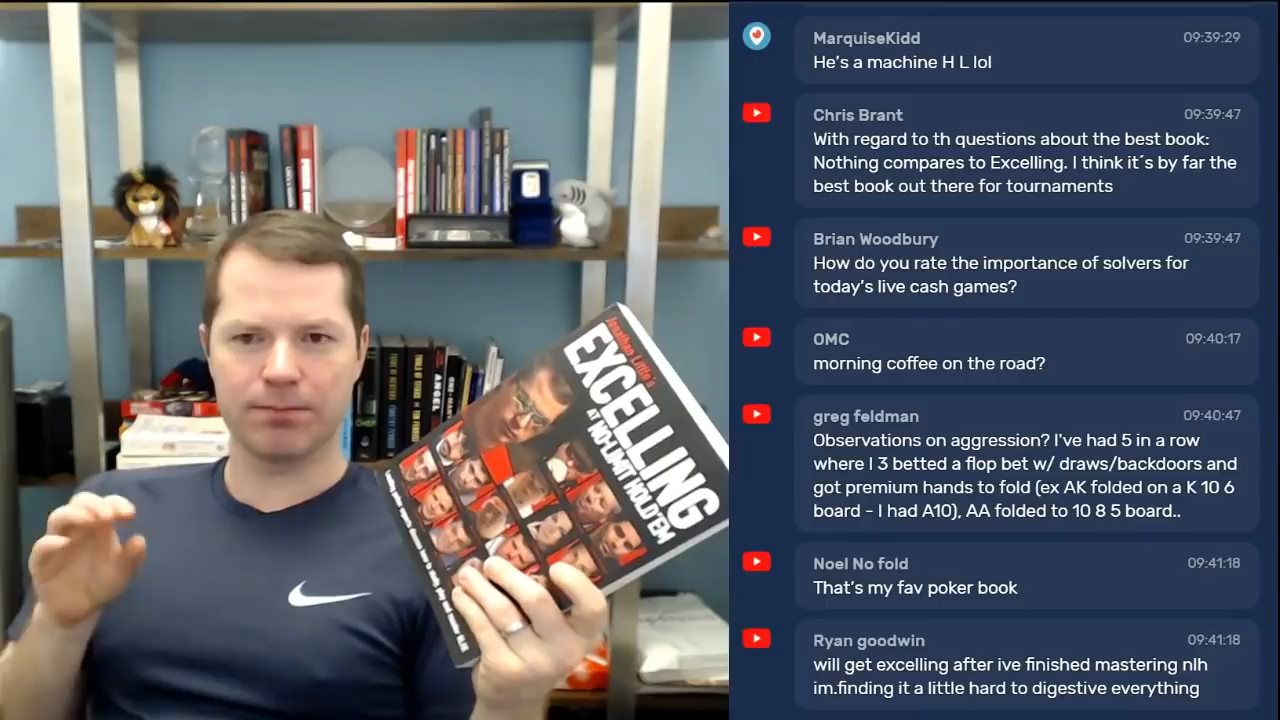 MarquiseKidd 09:39:29
He's a machine H L lol
Chris Brant 09:39:47
With regard to th questions about the best book:
Nothing compares to Excelling. I think it´s by far the
best book out there for tournaments
Brian Woodbury 09:39:47
How do you rate the importance of solvers for
today's live cash games?
OMC 09:40:17
morning coffee on the road?
greg feldman 09:40:47
Observations on aggression? I've had 5 in a row
where I 3 betted a flop bet w/ draws/backdoors and
got premium hands to fold (ex AK folded on a K 10 6
board - I had A10), AA folded to 10 8 5 board..
Noel No fold 09:41:18
That's my fav poker book
Ryan goodwin 09:41:18
will get excelling after ive finished mastering nlh
im.finding it a little hard to digestive everything
Jonathan Little's
EXCELLING
AT NO-LIMIT HOLD'EM
ANGEL